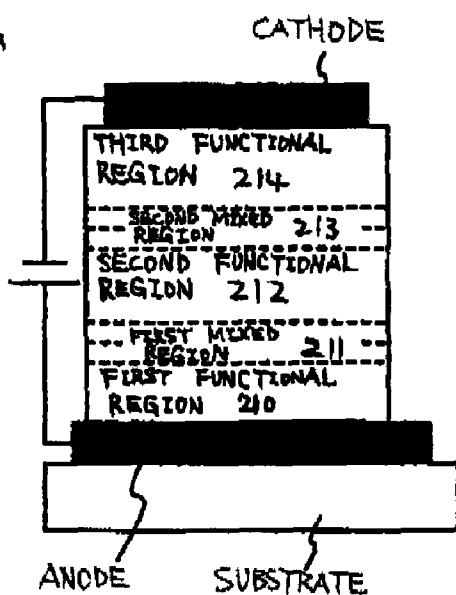 CATHODE
THIRD FUNCTIONAL
REGION 214
SECOND MIXED
REGION 213
SECOND FUNCTIONAL
REGION 212
FIRST MIXED
REGION 211
FIRST FUNCTIONAL
REGION 210
ANODE
SUBSTRATE